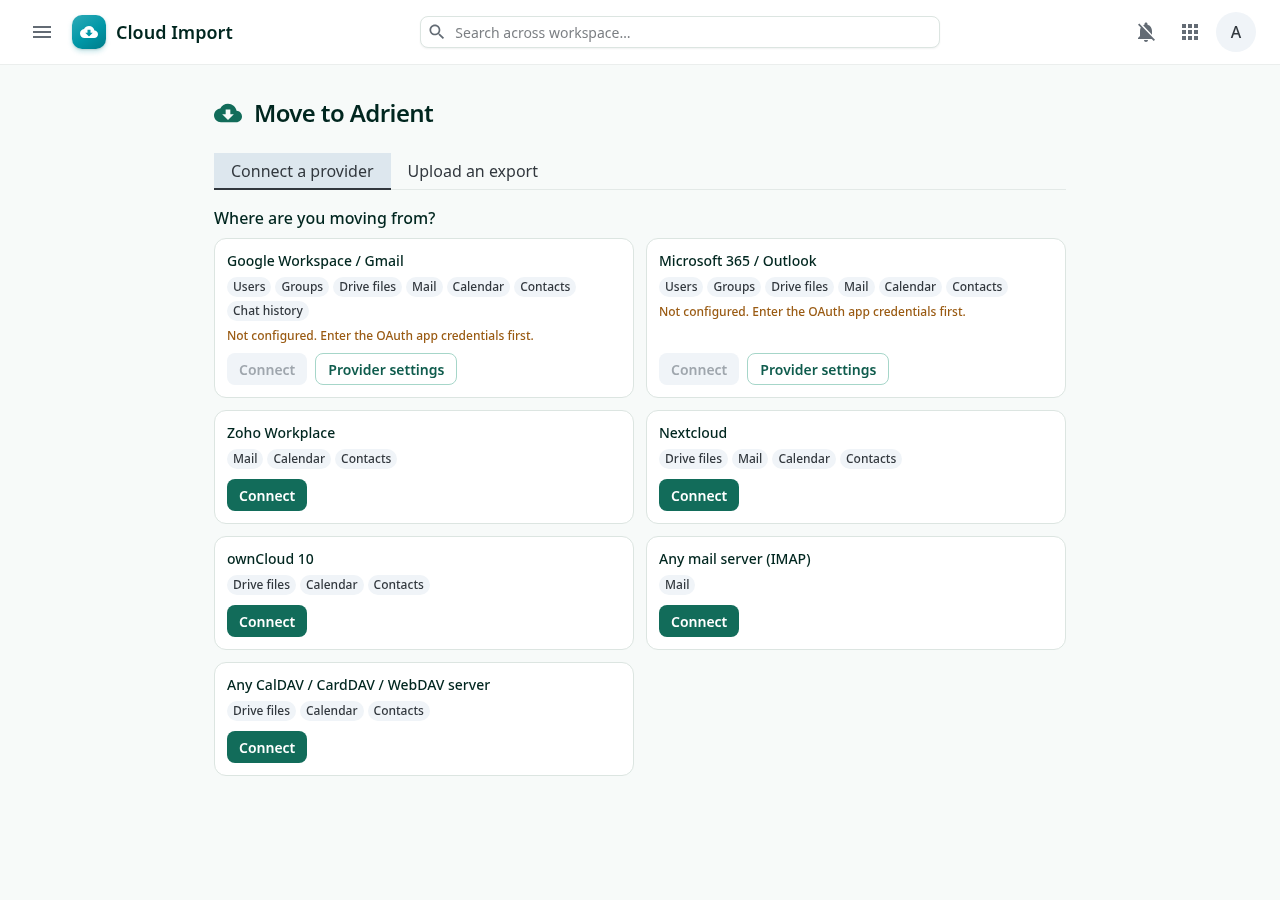 Cloud Import
Search across workspace...
A
Move to Adrient
Connect a provider
Upload an export
Where are you moving from?
Google Workspace / Gmail
Users Groups Drive files Mail Calendar Contacts
Chat history
Not configured. Enter the OAuth app credentials first.
Connect Provider settings
Microsoft 365 / Outlook
Users Groups Drive files Mail Calendar Contacts
Not configured. Enter the OAuth app credentials first.
Connect Provider settings
Zoho Workplace
Mail Calendar Contacts
Connect
Nextcloud
Drive files Mail Calendar Contacts
Connect
ownCloud 10
Drive files Calendar Contacts
Connect
Any mail server (IMAP)
Mail
Connect
Any CalDAV / CardDAV / WebDAV server
Drive files Calendar Contacts
Connect